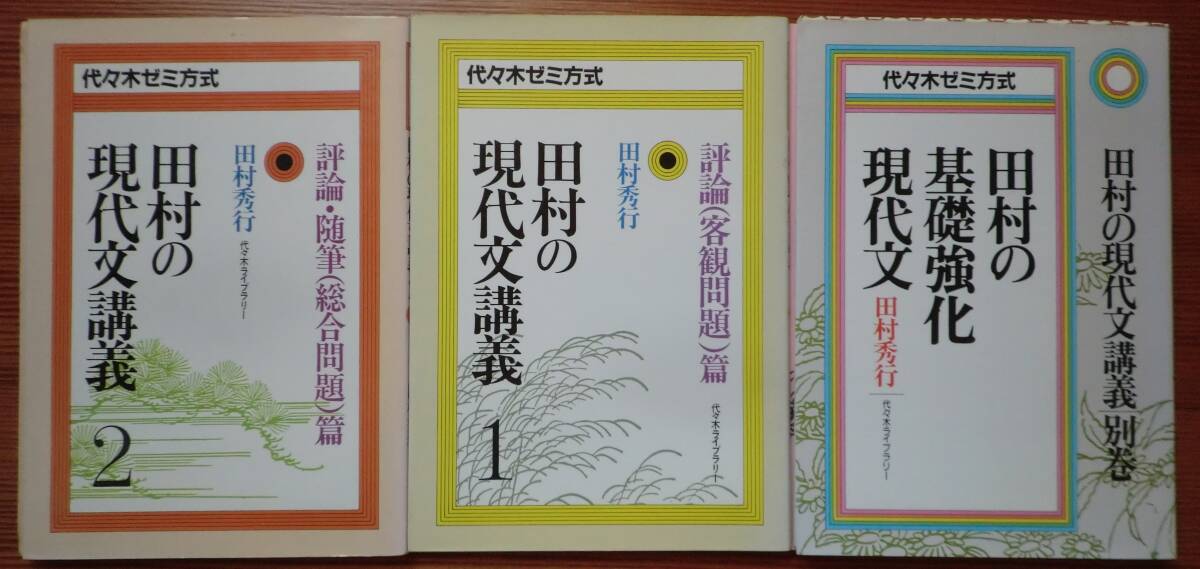 代々木ゼミ方式
評論・随筆(総合問題)篇
田村秀行
代々木ライブラリー
田村の
現代文講義
2
代々木ゼミ方式
評論(客観問題)篇
田村秀行
田村の
現代文講義
1
代々木ライブラリー
代々木ゼミ方式
田村の現代文講義 別巻
田村の
基礎強化
現代文
田村秀行
代々木ライブラリー